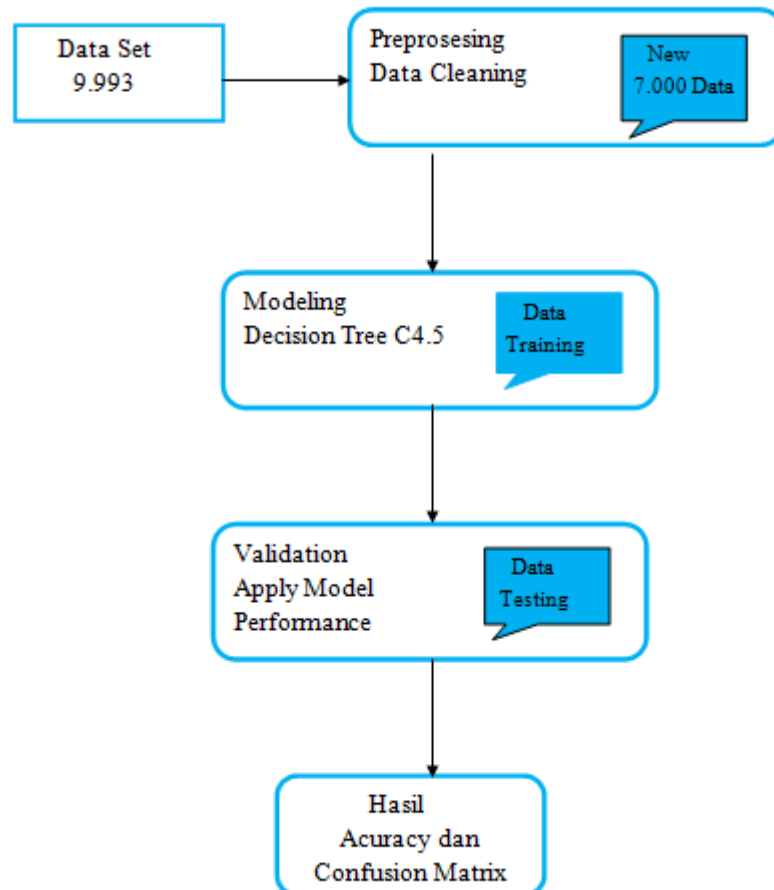 Data Set
9.993
Preprosesing
Data Cleaning
New
7.000 Data
Modeling
Decision Tree C4.5
Data
Training
Validation
Apply Model
Performance
Data
Testing
Hasil
Acuracy dan
Confusion Matrix